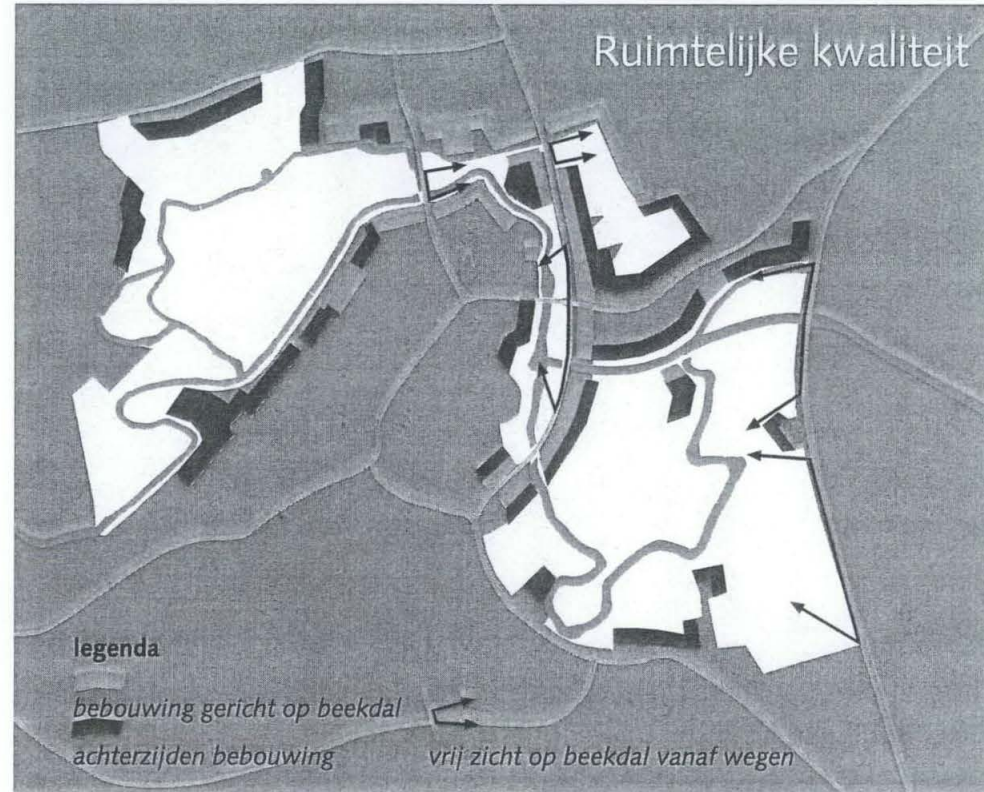 Ruimtelijke kwaliteit
legenda
bebouwing gericht op beekdal
achterzijden bebouwing
vrij zicht op beekdal vanaf wegen